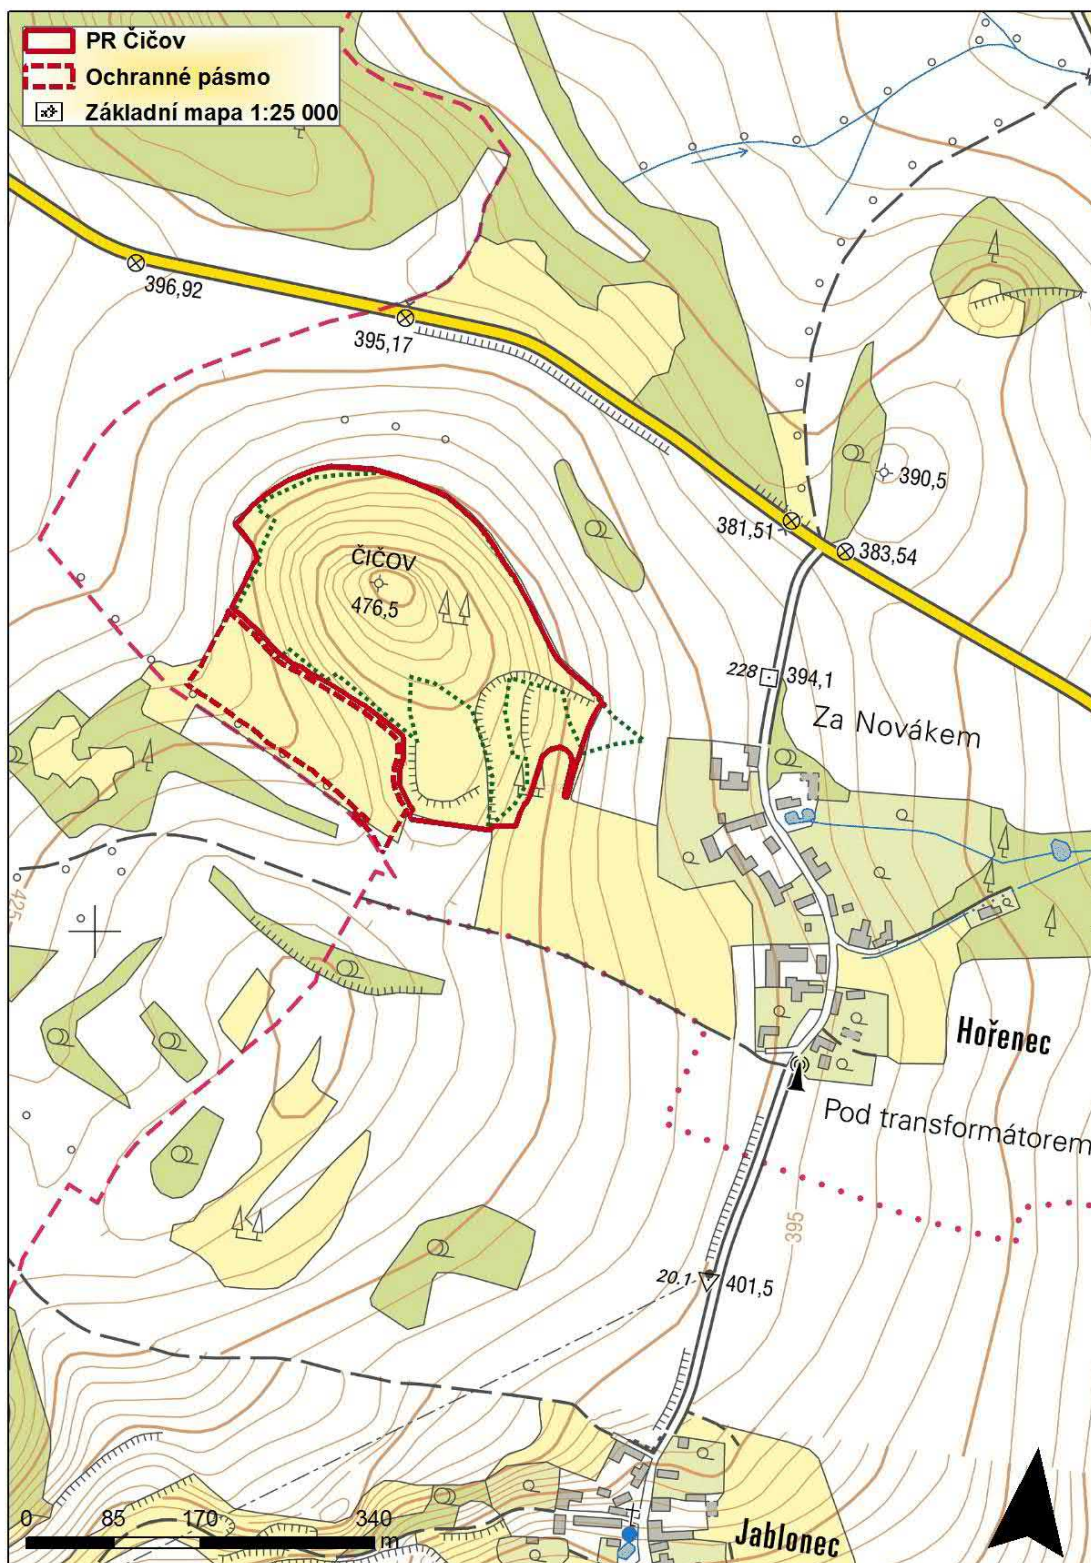 PR Čičov
Ochranné pásmo
Základní mapa 1:25 000
396,92
395,17
390,5
381,51
383,54
ČIČOV
476,5
228
394,1
Za Novákem
425
Hořenec
Pod transformátorem
395
20.1
401,5
0 85 170 340
m
Jablonec